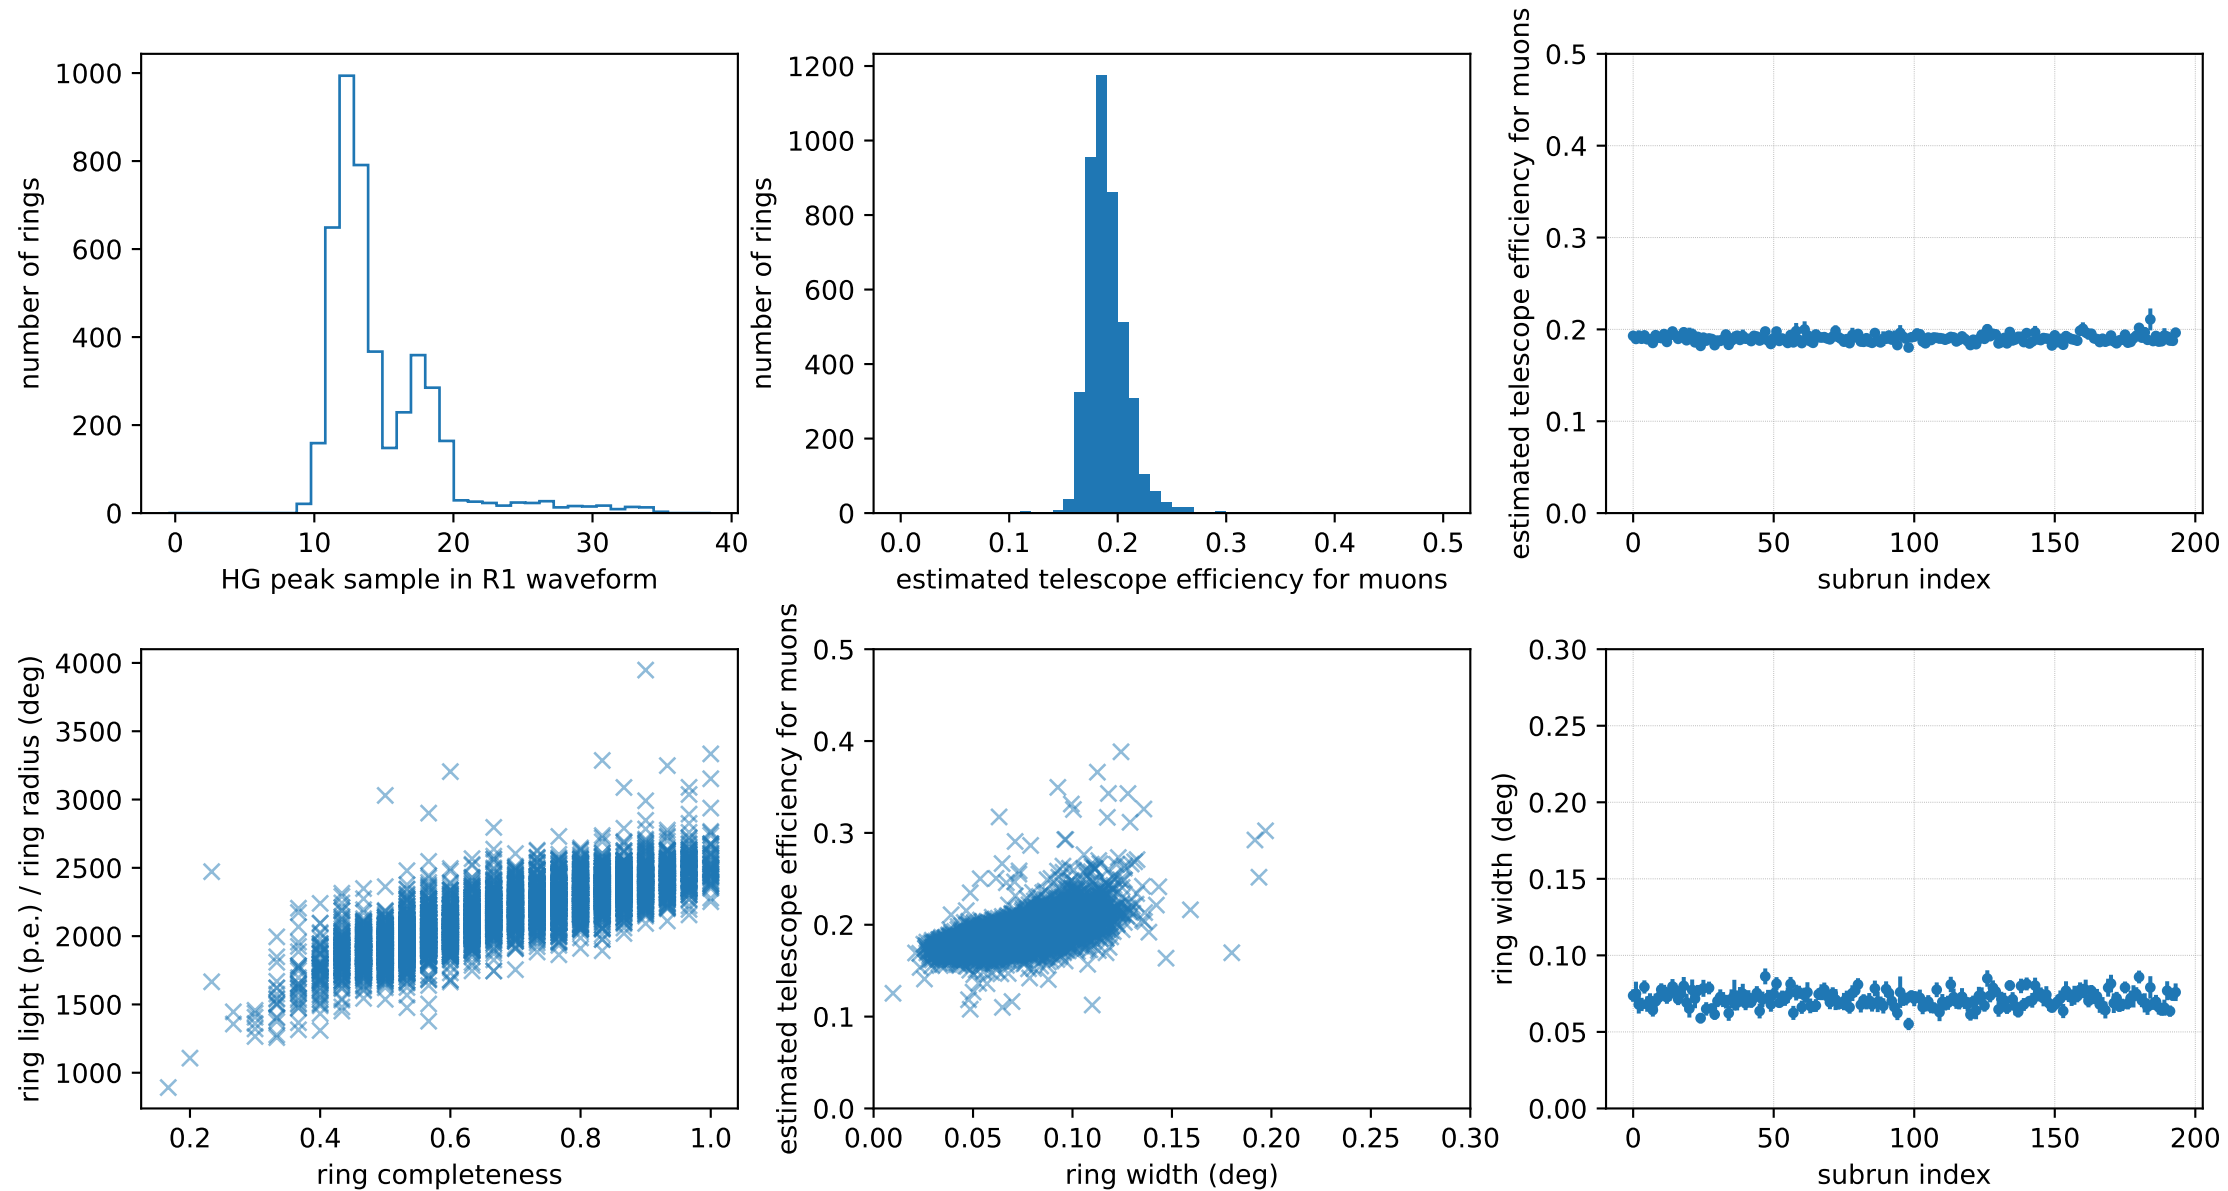 1000
800
600
400
200
0
number of rings
0 10 20 30 40
HG peak sample in R1 waveform
1200
1000
800
600
400
200
0
number of rings
0.0 0.1 0.2 0.3 0.4 0.5
estimated telescope efficiency for muons
0.5
0.4
0.3
0.2
0.1
0.0
estimated telescope efficiency for muons
0 50 100 150 200
subrun index
4000
3500
3000
2500
2000
1500
1000
ring light (p.e.) / ring radius (deg)
0.2 0.4 0.6 0.8 1.0
ring completeness
0.5
0.4
0.3
0.2
0.1
0.0
estimated telescope efficiency for muons
0.00 0.05 0.10 0.15 0.20 0.25 0.30
ring width (deg)
0.30
0.25
0.20
0.15
0.10
0.05
0.00
ring width (deg)
0 50 100 150 200
subrun index